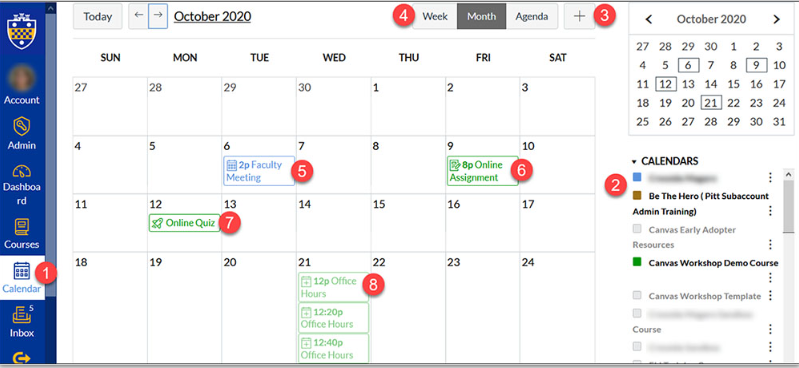 Account
Admin
Dashboa
rd
Courses
1
Calendar
5
Inbox
Today
← →
October 2020
4
Week
Month
Agenda
+
3
SUN MON TUE WED THU FRI SAT
27 28 29 30 1 2 3
4 5 6 7 8 9 10
2p Faculty
Meeting
5
8p Online
Assignment
6
11 12 13 14 15 16 17
Online Quiz
7
18 19 20 21 22 23 24
12p Office
Hours
8
12:20p
Office Hours
12:40p
Office Hours
October 2020
27 28 29 30 1 2 3
4 5 6 7 8 9 10
11 12 13 14 15 16 17
18 19 20 21 22 23 24
25 26 27 28 29 30 31
CALENDARS
2
Be The Hero ( Pitt Subaccount
Admin Training)
Canvas Early Adopter
Resources
Canvas Workshop Demo Course
Canvas Workshop Template
Course